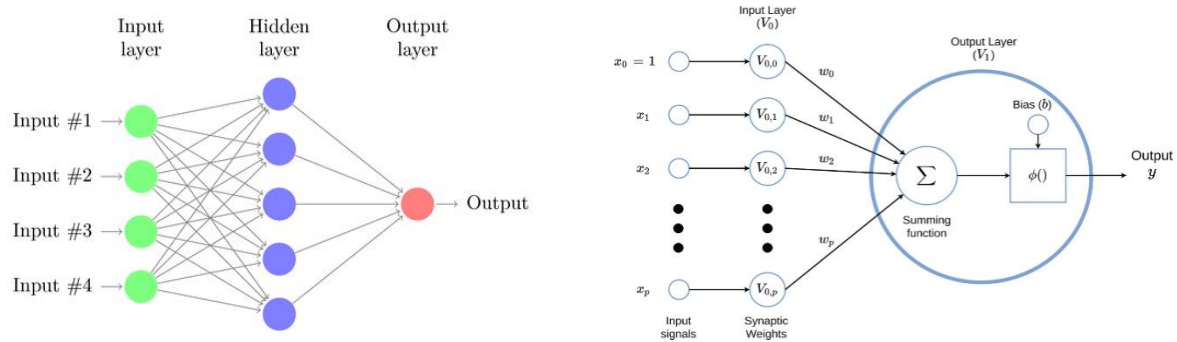 Input
layer
Hidden
layer
Output
layer
Input #1
Input #2
Input #3
Input #4
Output
Input Layer
(V₀)
x₀ = 1
V₀,₀
w₀
x₁
V₀,₁
w₁
x₂
V₀,₂
w₂
xₚ
V₀,ₚ
wₚ
Input
signals
Synaptic
Weights
Output Layer
(V₁)
Bias (b)
∑
ϕ()
Summing
function
Output
y